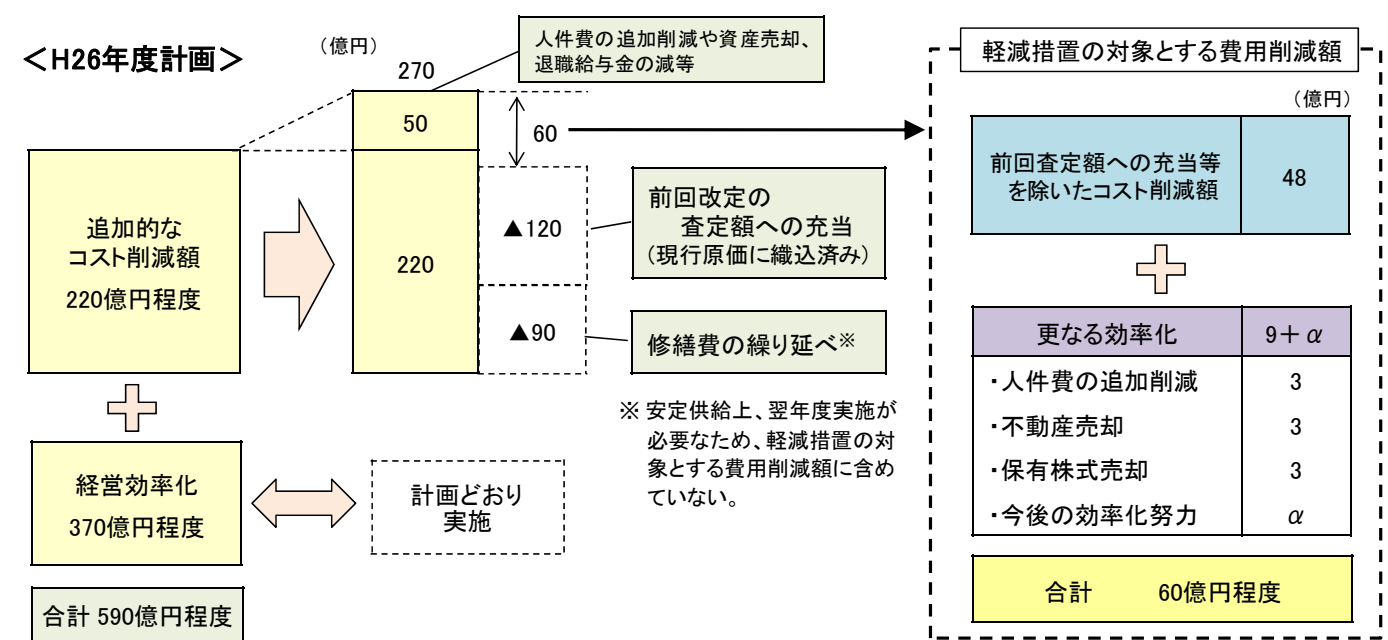 ＜H26年度計画＞
（億円）
270
人件費の追加削減や資産売却、
退職給与金の減等
50
60
追加的な
コスト削減額
220億円程度
220
▲120
前回改定の
査定額への充当
（現行原価に織込済み）
▲90
修繕費の繰り延べ※
※ 安定供給上、翌年度実施が
必要なため、軽減措置の対
象とする費用削減額に含め
ていない。
経営効率化
370億円程度
計画どおり
実施
合計 590億円程度
軽減措置の対象とする費用削減額
（億円）
前回査定額への充当等
を除いたコスト削減額
48
更なる効率化 9＋α
・人件費の追加削減 3
・不動産売却 3
・保有株式売却 3
・今後の効率化努力 α
合計 60億円程度